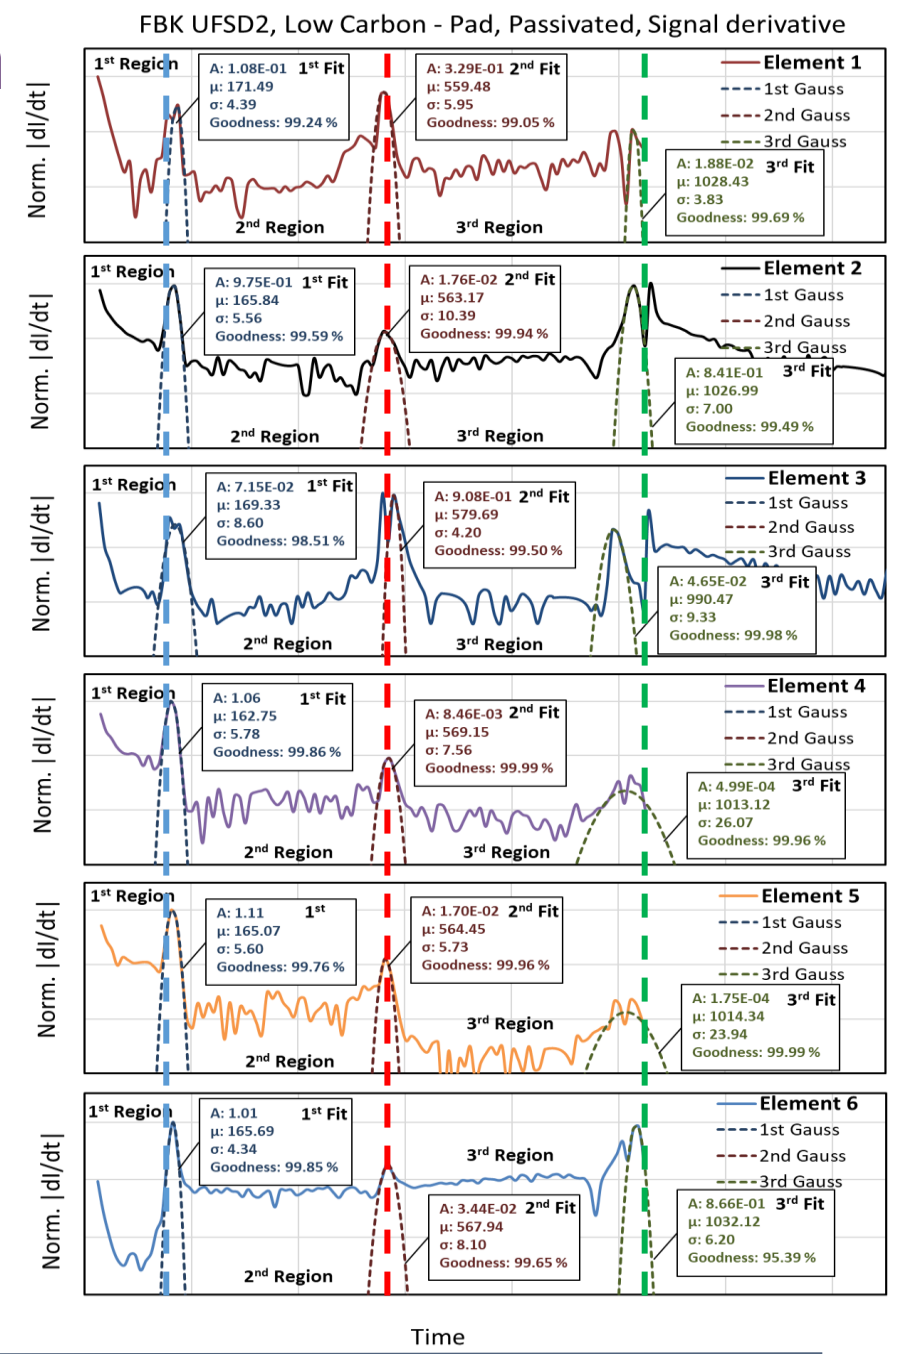 FBK UFSD2, Low Carbon - Pad, Passivated, Signal derivative
Norm. |dI/dt|
1st Region
A: 1.08E-01 1st Fit
μ: 171.49
σ: 4.39
Goodness: 99.24 %
A: 3.29E-01 2nd Fit
μ: 559.48
σ: 5.95
Goodness: 99.05 %
Element 1
1st Gauss
2nd Gauss
3rd Gauss
A: 1.88E-02 3rd Fit
μ: 1028.43
σ: 3.83
Goodness: 99.69 %
2nd Region
3rd Region
Norm. |dI/dt|
1st Region
A: 9.75E-01 1st Fit
μ: 165.84
σ: 5.56
Goodness: 99.59 %
A: 1.76E-02 2nd Fit
μ: 563.17
σ: 10.39
Goodness: 99.94 %
Element 2
1st Gauss
2nd Gauss
3rd Gauss
A: 8.41E-01 3rd Fit
μ: 1026.99
σ: 7.00
Goodness: 99.49 %
2nd Region
3rd Region
Norm. |dI/dt|
1st Region
A: 7.15E-02 1st Fit
μ: 169.33
σ: 8.60
Goodness: 98.51 %
A: 9.08E-01 2nd Fit
μ: 579.69
σ: 4.20
Goodness: 99.50 %
Element 3
1st Gauss
2nd Gauss
3rd Gauss
A: 4.65E-02 3rd Fit
μ: 990.47
σ: 9.33
Goodness: 99.98 %
2nd Region
3rd Region
Norm. |dI/dt|
1st Region
A: 1.06 1st Fit
μ: 162.75
σ: 5.78
Goodness: 99.86 %
A: 8.46E-03 2nd Fit
μ: 569.15
σ: 7.56
Goodness: 99.99 %
Element 4
1st Gauss
2nd Gauss
3rd Gauss
A: 4.99E-04 3rd Fit
μ: 1013.12
σ: 26.07
Goodness: 99.96 %
2nd Region
3rd Region
Norm. |dI/dt|
1st Region
A: 1.11 1st
μ: 165.07
σ: 5.60
Goodness: 99.76 %
A: 1.70E-02 2nd Fit
μ: 564.45
σ: 5.73
Goodness: 99.96 %
Element 5
1st Gauss
2nd Gauss
3rd Gauss
A: 1.75E-04 3rd Fit
μ: 1014.34
σ: 23.94
Goodness: 99.99 %
3rd Region
2nd Region
Norm. |dI/dt|
1st Region
A: 1.01 1st Fit
μ: 165.69
σ: 4.34
Goodness: 99.85 %
3rd Region
Element 6
1st Gauss
2nd Gauss
3rd Gauss
A: 3.44E-02 2nd Fit
μ: 567.94
σ: 8.10
Goodness: 99.65 %
A: 8.66E-01 3rd Fit
μ: 1032.12
σ: 6.20
Goodness: 95.39 %
2nd Region
Time